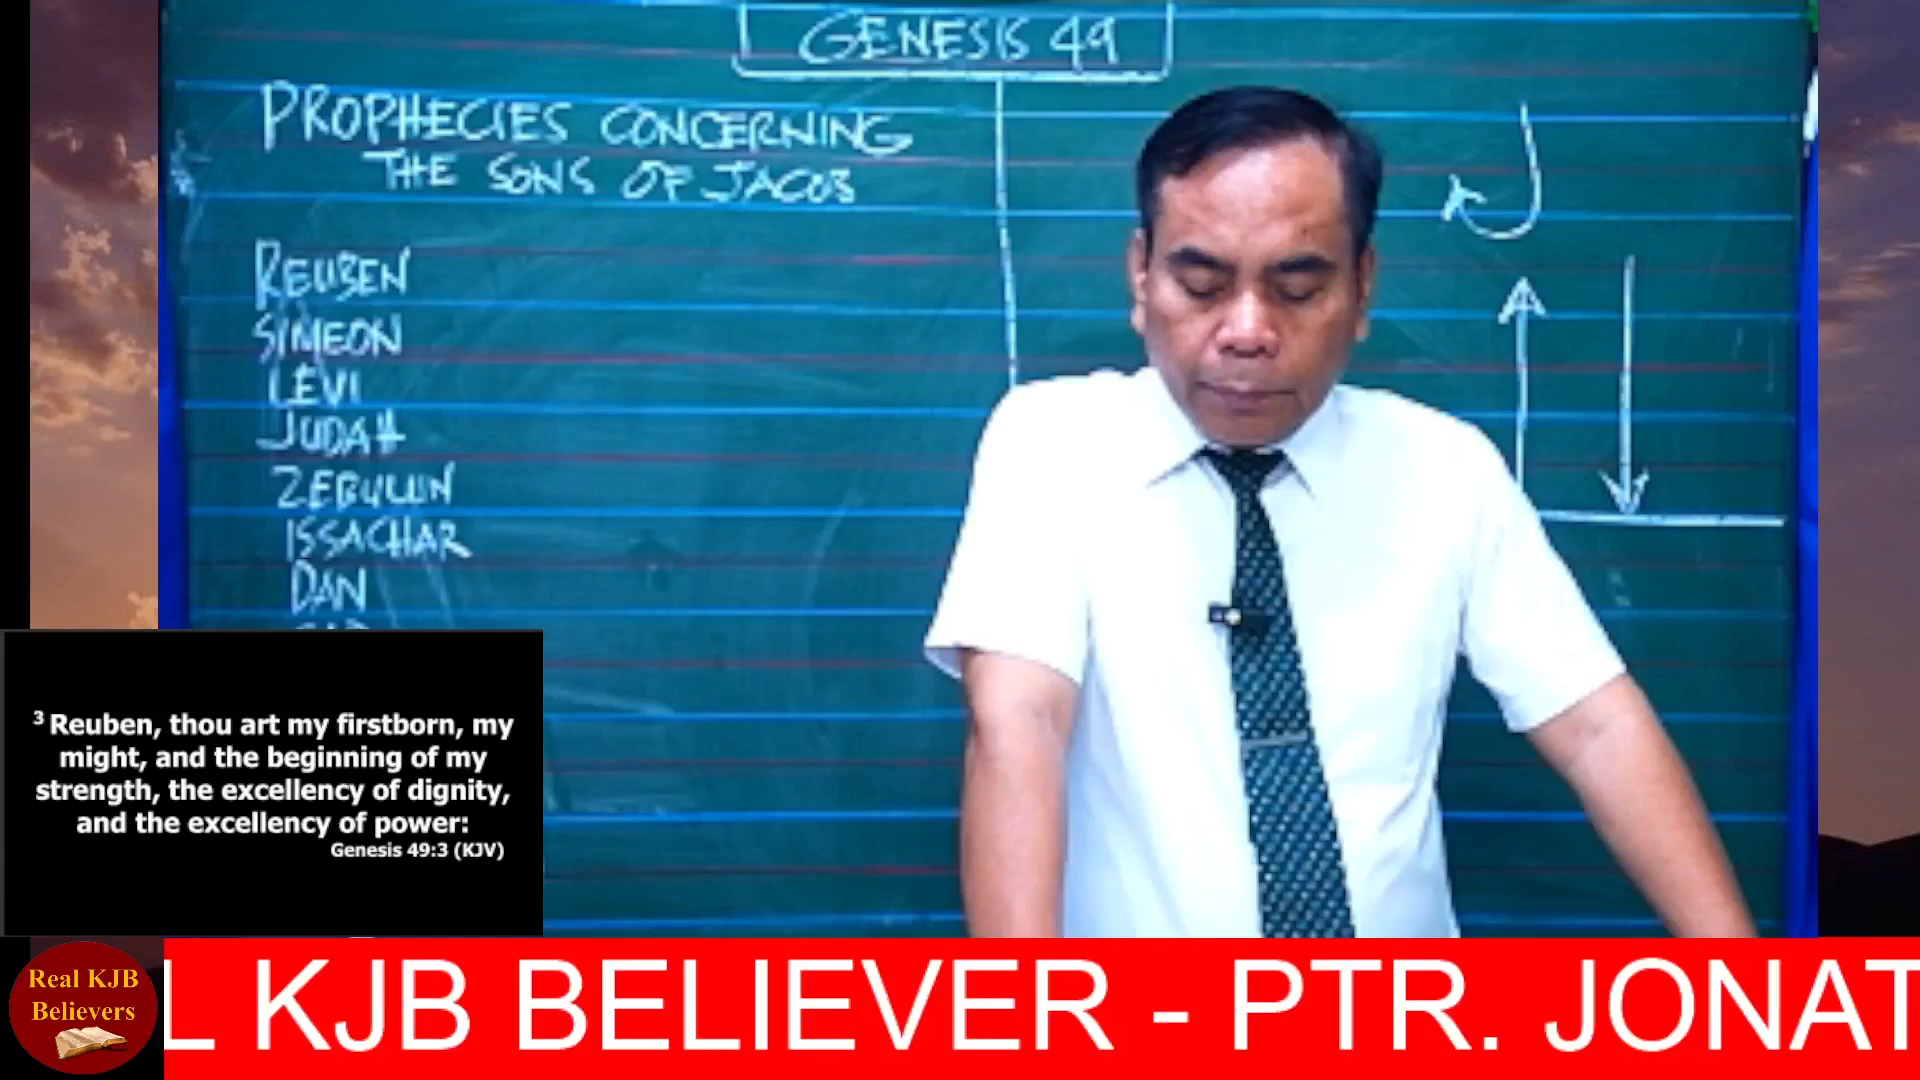 GENESIS 49
PROPHECIES CONCERNING
THE SONS OF JACOB
REUBEN
SIMEON
LEVI
JUDAH
ZEBULUN
ISSACHAR
DAN
3 Reuben, thou art my firstborn, my
might, and the beginning of my
strength, the excellency of dignity,
and the excellency of power:
Genesis 49:3 (KJV)
Real KJB
Believers
L KJB BELIEVER - PTR. JONAT